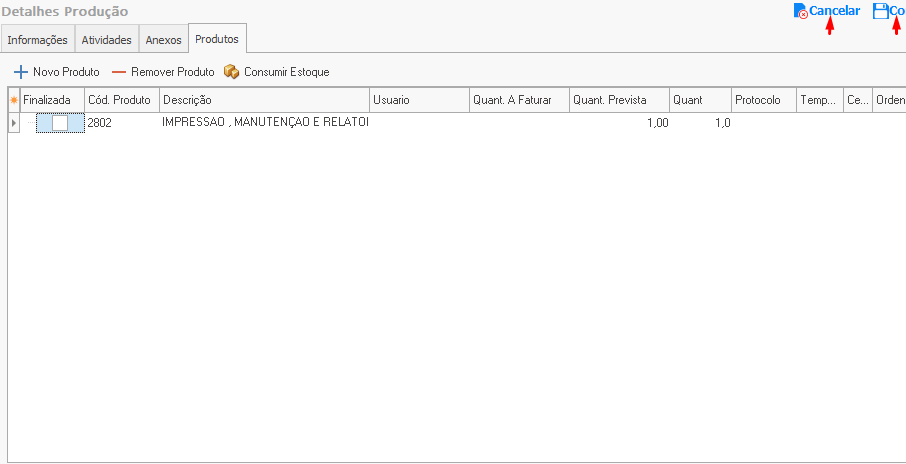 Detalhes Produção
Cancelar Co
Informações Atividades Anexos Produtos
Novo Produto Remover Produto Consumir Estoque
Finalizada Cód. Produto Descrição Usuario Quant. A Faturar Quant. Prevista Quant Protocolo Temp... Ce... Orden
2802 IMPRESSAO , MANUTENÇAO E RELATOI 1,00 1,0